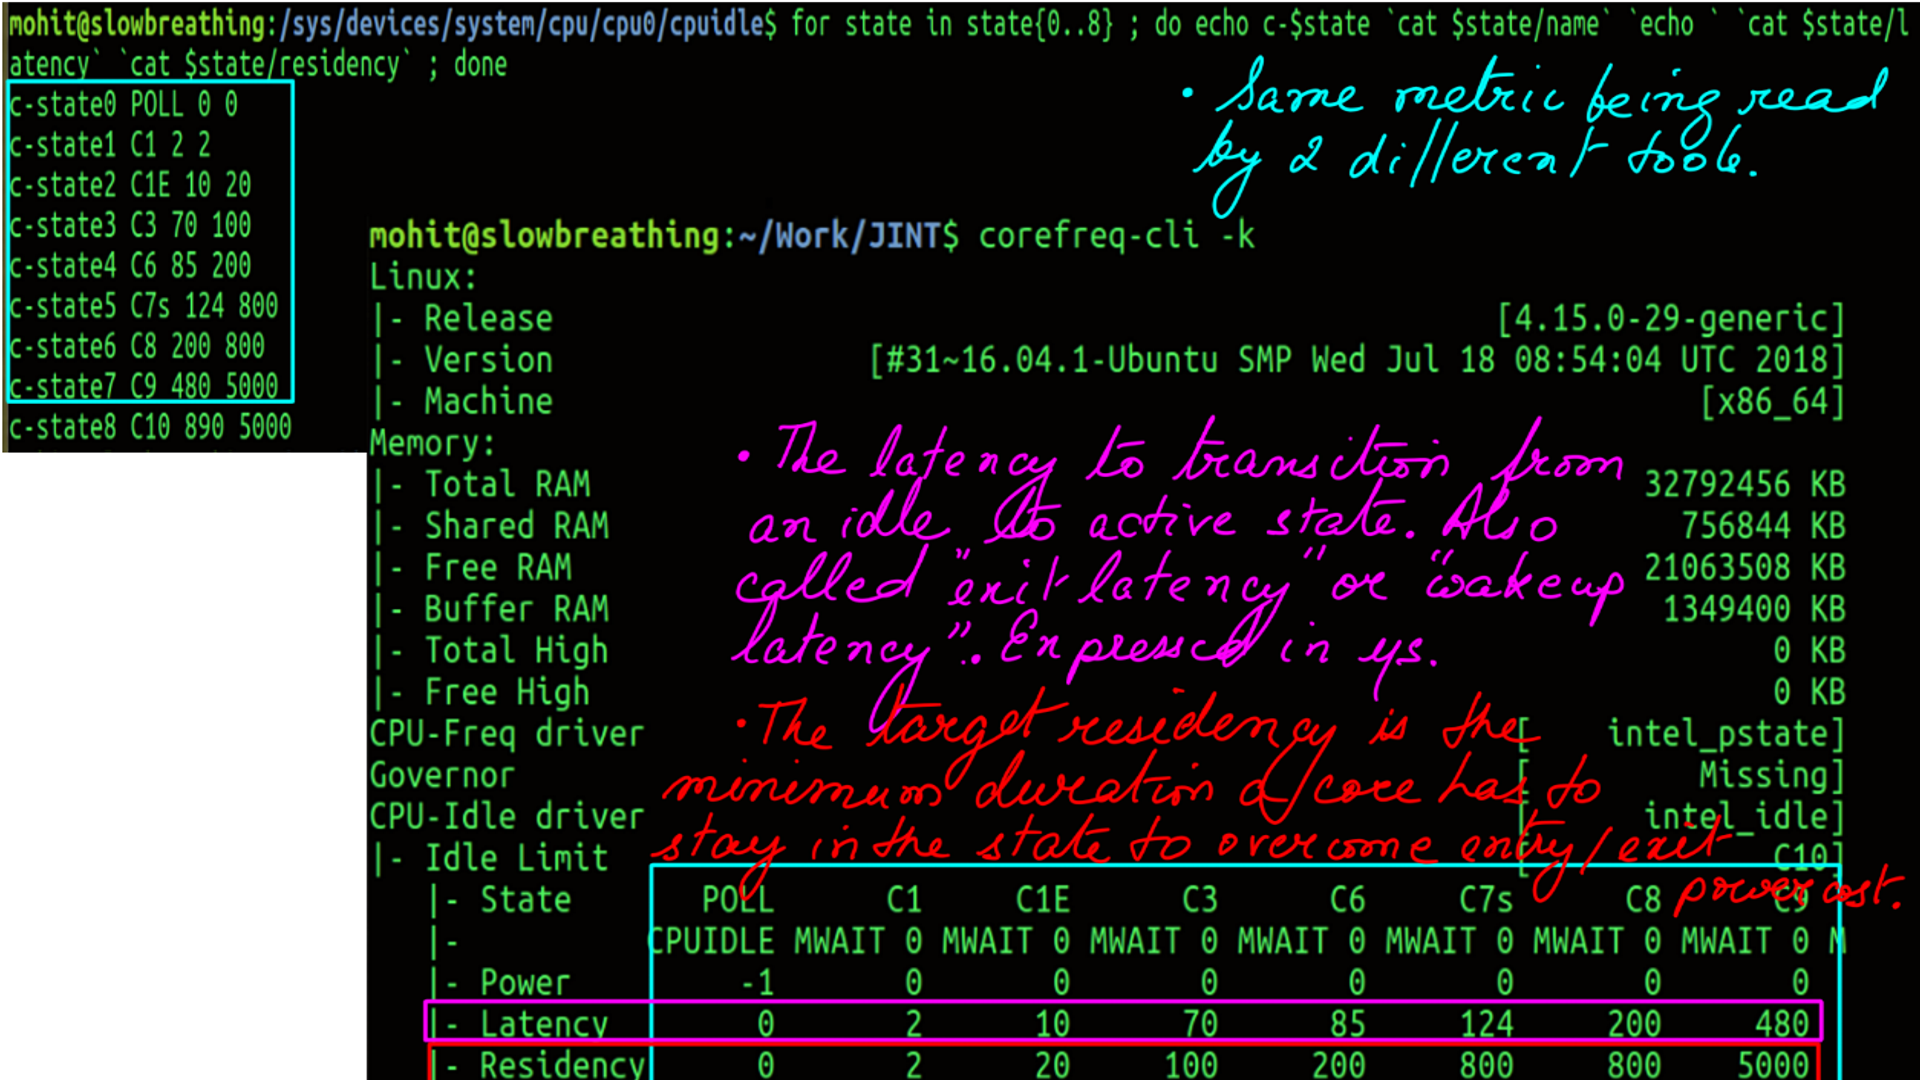 mohit@slowbreathing:/sys/devices/system/cpu/cpu0/cpuidle$ for state in state{0..8} ; do echo c-$state `cat $state/name` `echo ` `cat $state/l
atency` `cat $state/residency` ; done
c-state0 POLL 0 0
c-state1 C1 2 2
c-state2 C1E 10 20
c-state3 C3 70 100
c-state4 C6 85 200
c-state5 C7s 124 800
c-state6 C8 200 800
c-state7 C9 480 5000
c-state8 C10 890 5000
• Same metric being read
by 2 different tools.
mohit@slowbreathing:~/Work/JINT$ corefreq-cli -k
Linux:
|- Release [4.15.0-29-generic]
|- Version [#31~16.04.1-Ubuntu SMP Wed Jul 18 08:54:04 UTC 2018]
|- Machine [x86_64]
Memory:
|- Total RAM 32792456 KB
|- Shared RAM 756844 KB
|- Free RAM 21063508 KB
|- Buffer RAM 1349400 KB
|- Total High 0 KB
|- Free High 0 KB
• The latency to transition from
an idle to active state. Also
called "exit latency" or "wakeup
latency". Expressed in µs.
• The target residency is the
minimum duration a core has to
stay in the state to overcome entry/exit
power cost.
CPU-Freq driver [ intel_pstate]
Governor [ Missing]
CPU-Idle driver [ intel_idle]
|- Idle Limit [ C10]
|- State POLL C1 C1E C3 C6 C7s C8 C9
|- CPUIDLE MWAIT 0 MWAIT 0 MWAIT 0 MWAIT 0 MWAIT 0 MWAIT 0 MWAIT 0 M
|- Power -1 0 0 0 0 0 0 0
|- Latency 0 2 10 70 85 124 200 480
|- Residency 0 2 20 100 200 800 800 5000